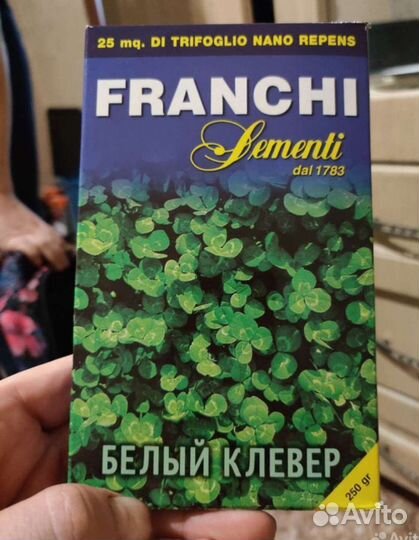 25 mq. DI TRIFOGLIO NANO REPENS
FRANCHI
Sementi
dal 1783
БЕЛЫЙ КЛЕВЕР
250 gr
Avito